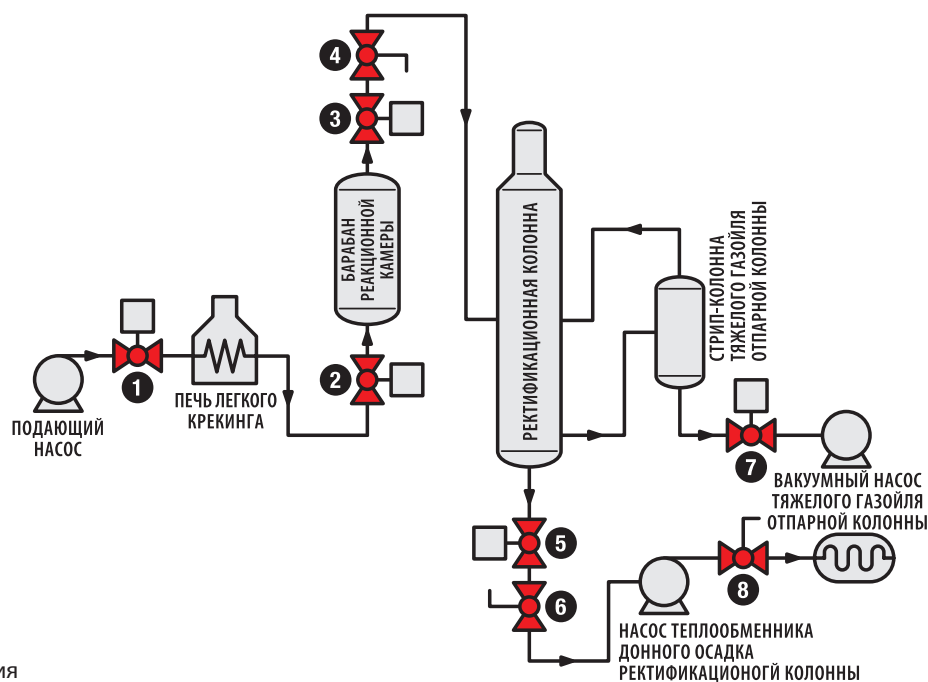 4
3
БАРАБАН
РЕАКЦИОННОЙ
КАМЕРЫ
РЕКТИФИКАЦИОННАЯ КОЛОННА
СТРИП-КОЛОННА
ТЯЖЕЛОГО ГАЗОЙЛЯ
ОТПАРНОЙ КОЛОННЫ
1
2
ПЕЧЬ ЛЕГКОГО
КРЕКИНГА
ПОДАЮЩИЙ
НАСОС
7
ВАКУУМНЫЙ НАСОС
ТЯЖЕЛОГО ГАЗОЙЛЯ
ОТПАРНОЙ КОЛОННЫ
5
6
8
НАСОС ТЕПЛООБМЕННИКА
ДОННОГО ОСАДКА
РЕКТИФИКАЦИОНОГЙ КОЛОННЫ
ия